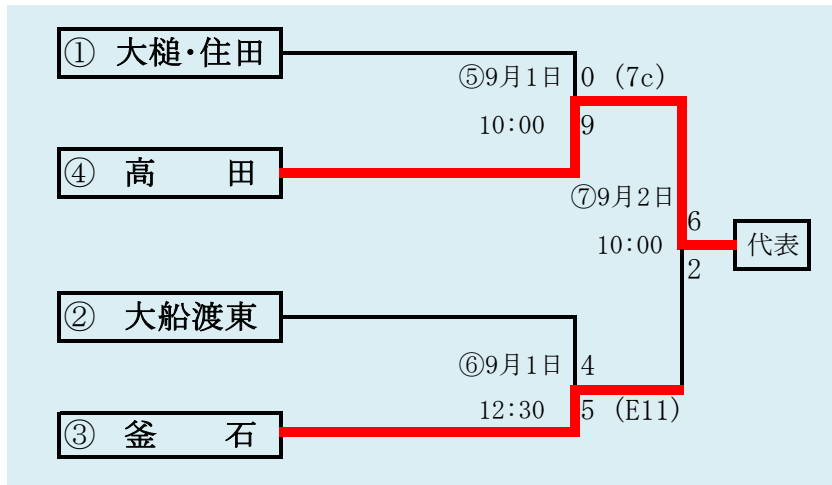 ① 大槌・住田
⑤9月1日 0 (7c)
10:00 9
④ 高 田
⑦9月2日
6
10:00 代表
2
② 大船渡東
⑥9月1日 4
12:30 5 (E11)
③ 釜 石